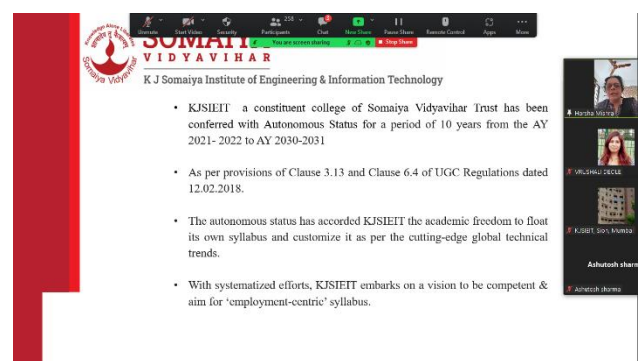 Unmute
Start Video
Security
258
Participants
Chat
New Share
Pause Share
Remote Control
Apps
More
You are screen sharing
Stop Share
SOMAIYA
VIDYAVIHAR
K J Somaiya Institute of Engineering & Information Technology
• KJSIEIT a constituent college of Somaiya Vidyavihar Trust has been
conferred with Autonomous Status for a period of 10 years from the AY
2021- 2022 to AY 2030-2031
• As per provisions of Clause 3.13 and Clause 6.4 of UGC Regulations dated
12.02.2018.
• The autonomous status has accorded KJSIEIT the academic freedom to float
its own syllabus and customize it as per the cutting-edge global technical
trends.
• With systematized efforts, KJSIEIT embarks on a vision to be competent &
aim for ‘employment-centric’ syllabus.
Somaiya Vidyavihar
Harsha Mishra
VRUSHALI DEOLE
KJSIEIT, Sion, Mumbai
Ashutosh sharm
Ashutosh sharma